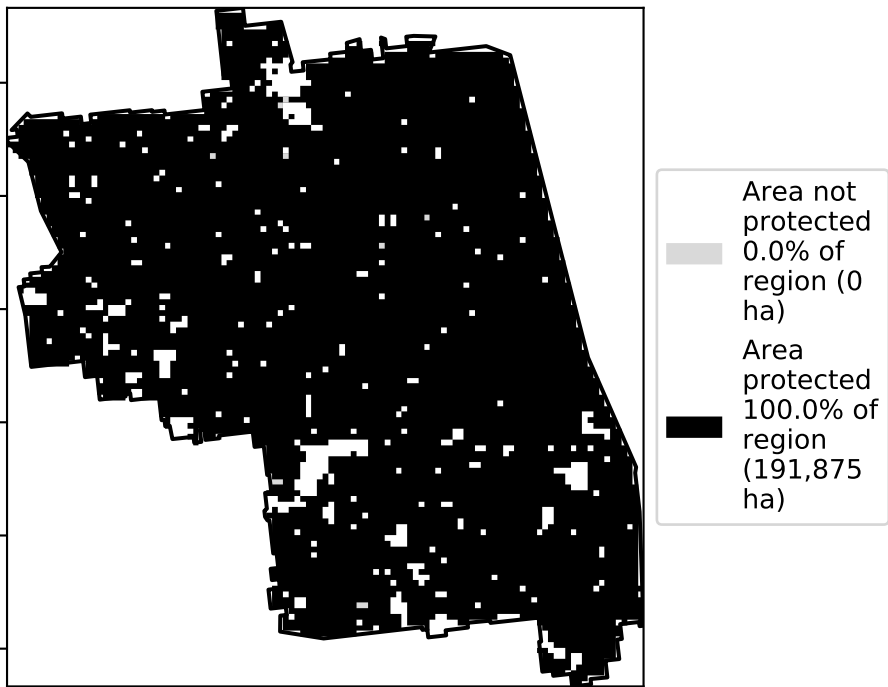 Area not
protected
0.0% of
region (0
ha)
Area
protected
100.0% of
region
(191,875
ha)